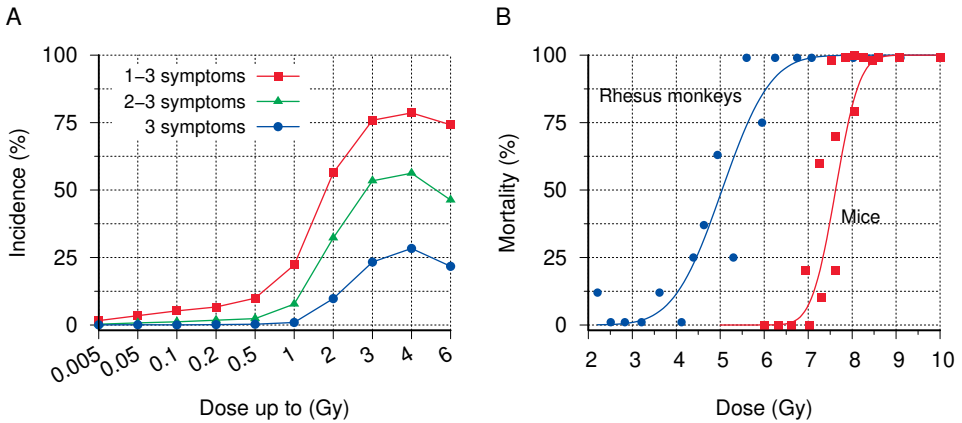 A
100
75
50
25
0
Incidence (%)
1–3 symptoms
2–3 symptoms
3 symptoms
0.005 0.05 0.1 0.2 0.5 1 2 3 4 6
Dose up to (Gy)
B
100
75
50
25
0
Mortality (%)
Rhesus monkeys
Mice
2 3 4 5 6 7 8 9 10
Dose (Gy)